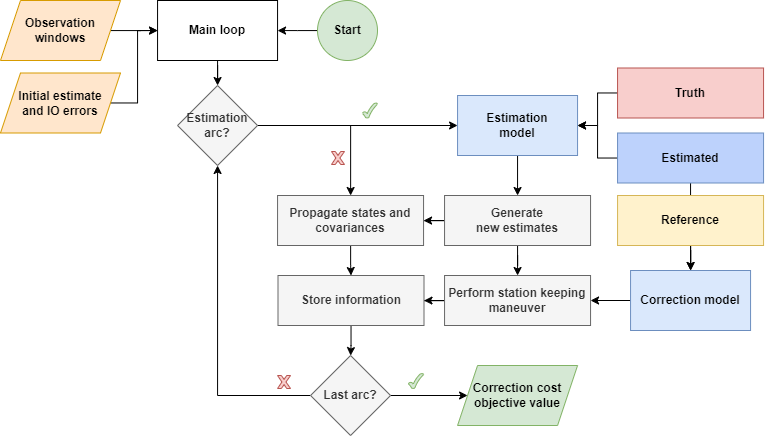 Observation
windows
Main loop
Start
Initial estimate
and IO errors
Estimation
arc?
Estimation
model
Truth
Estimated
Propagate states and
covariances
Generate
new estimates
Reference
Store information
Perform station keeping
maneuver
Correction model
Last arc?
Correction cost
objective value